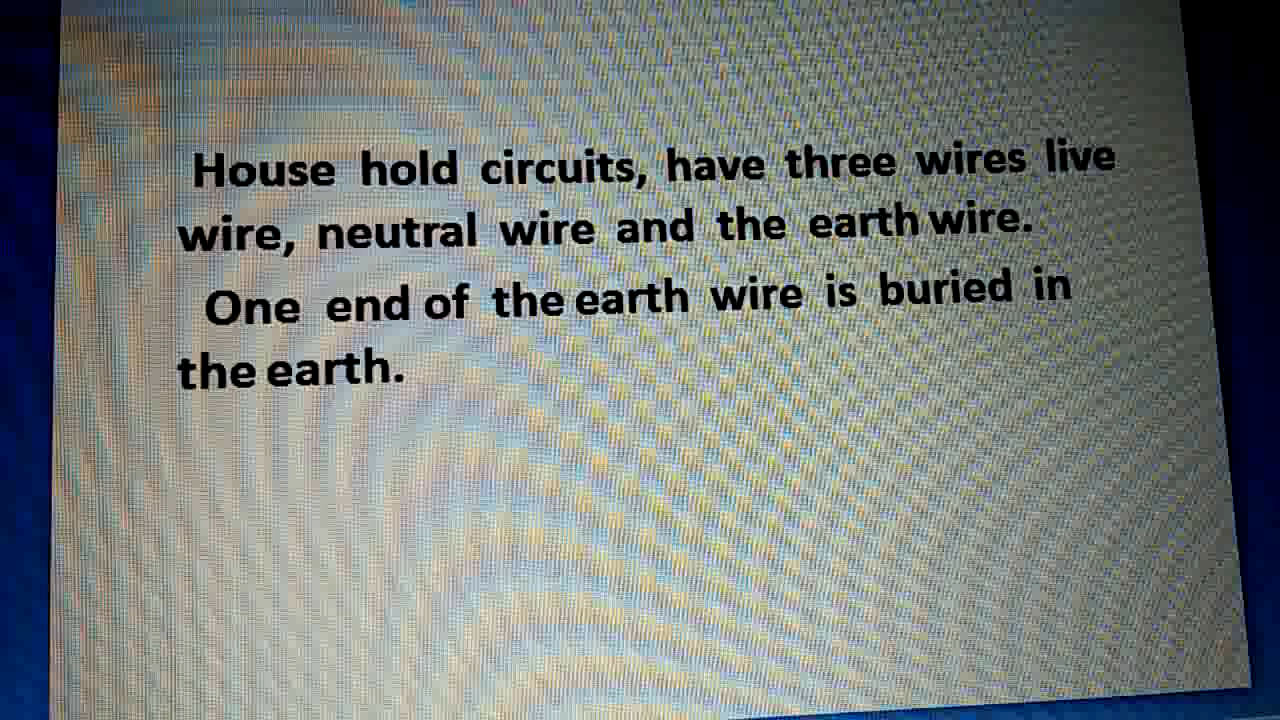 House hold circuits, have three wires live
wire, neutral wire and the earth wire.
One end of the earth wire is buried in
the earth.